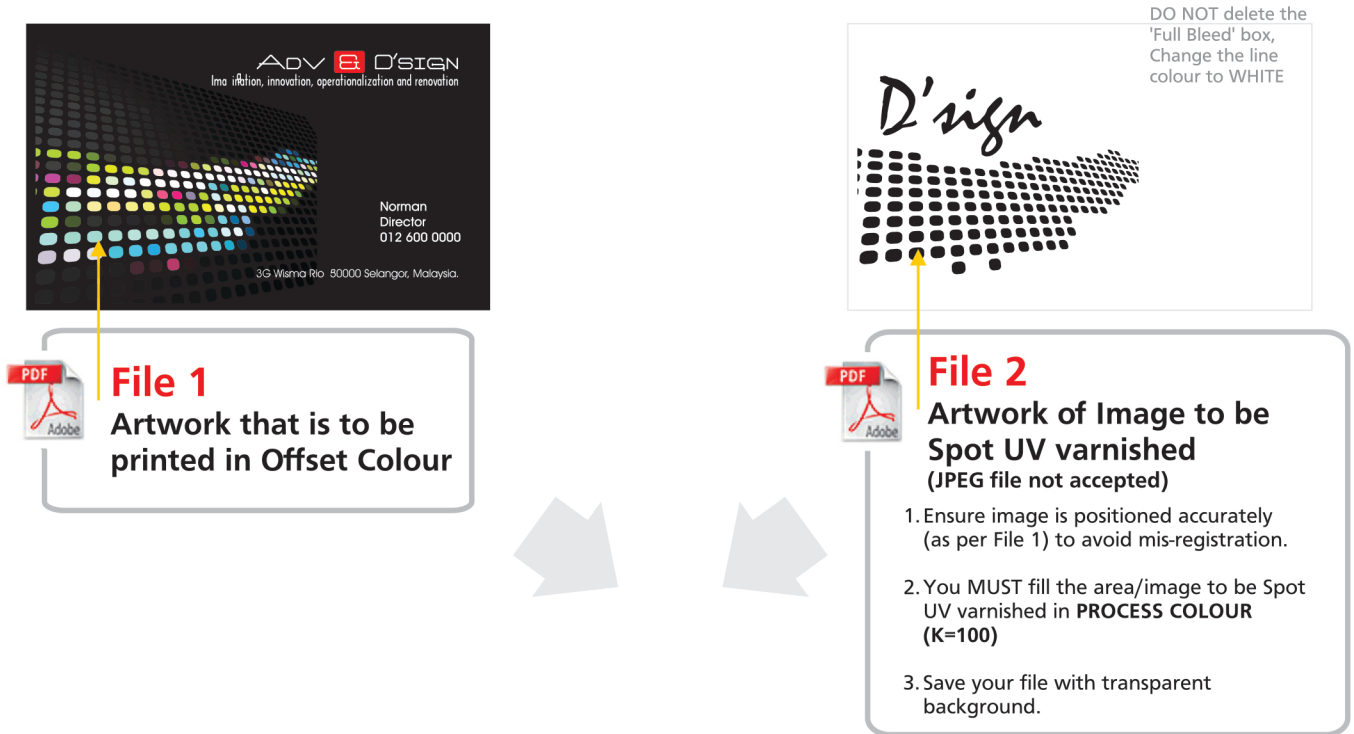 ADV & D'SIGN
Ima ination, innovation, operationalization and renovation
Norman
Director
012 600 0000
3G Wisma Rio 50000 Selangor, Malaysia.
DO NOT delete the
'Full Bleed' box,
Change the line
colour to WHITE
D'sign
PDF
Adobe
File 1
Artwork that is to be
printed in Offset Colour
PDF
Adobe
File 2
Artwork of Image to be
Spot UV varnished
(JPEG file not accepted)
1. Ensure image is positioned accurately
(as per File 1) to avoid mis-registration.
2. You MUST fill the area/image to be Spot
UV varnished in PROCESS COLOUR
(K=100)
3. Save your file with transparent
background.